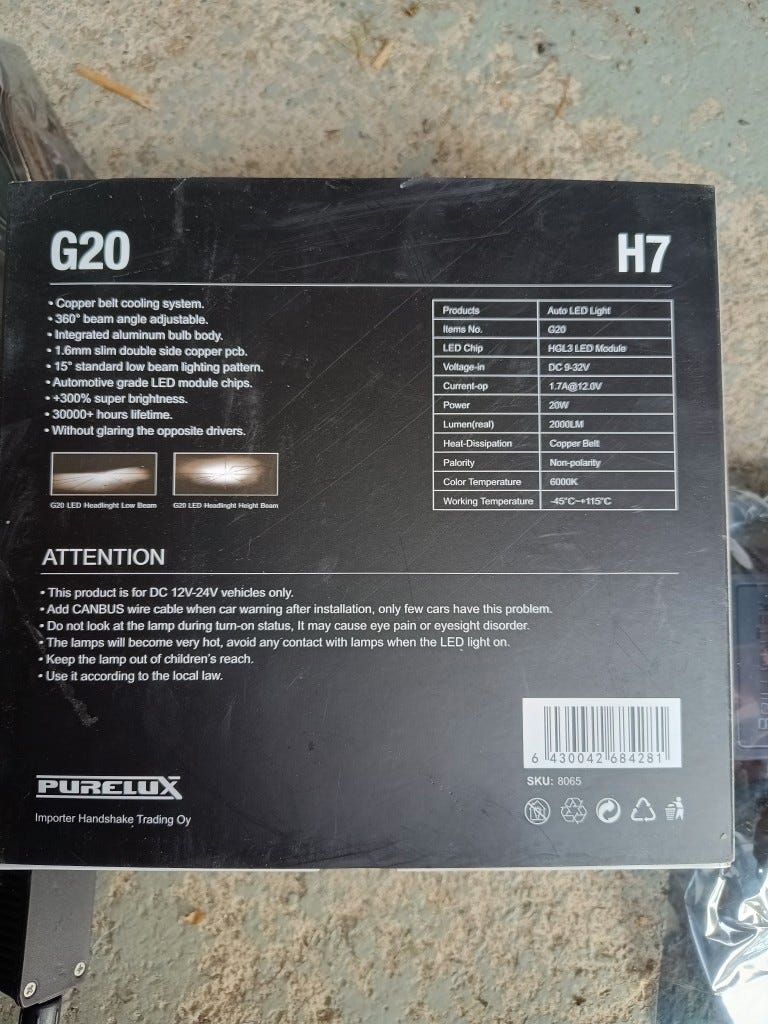 G20
H7
• Copper belt cooling system.
• 360° beam angle adjustable.
• Integrated aluminum bulb body.
• 1.6mm slim double side copper pcb.
• 15° standard low beam lighting pattern.
• Automotive grade LED module chips.
• +300% super brightness.
• 30000+ hours lifetime.
• Without glaring the opposite drivers.
Products Auto LED Light
Items No. G20
LED Chip HGL3 LED Module
Voltage-in DC 9-32V
Current-op 1.7A@12.0V
Power 20W
Lumen(real) 2000LM
Heat-Dissipation Copper Belt
Palority Non-polarity
Color Temperature 6000K
Working Temperature -45°C~+115°C
G20 LED Headlinght Low Beam
G20 LED Headlinght Height Beam
ATTENTION
• This product is for DC 12V-24V vehicles only.
• Add CANBUS wire cable when car warning after installation, only few cars have this problem.
• Do not look at the lamp during turn-on status, It may cause eye pain or eyesight disorder.
• The lamps will become very hot, avoid any contact with lamps when the LED light on.
• Keep the lamp out of children's reach.
• Use it according to the local law.
6 430042 684281
SKU: 8065
PURELUX
Importer Handshake Trading Oy